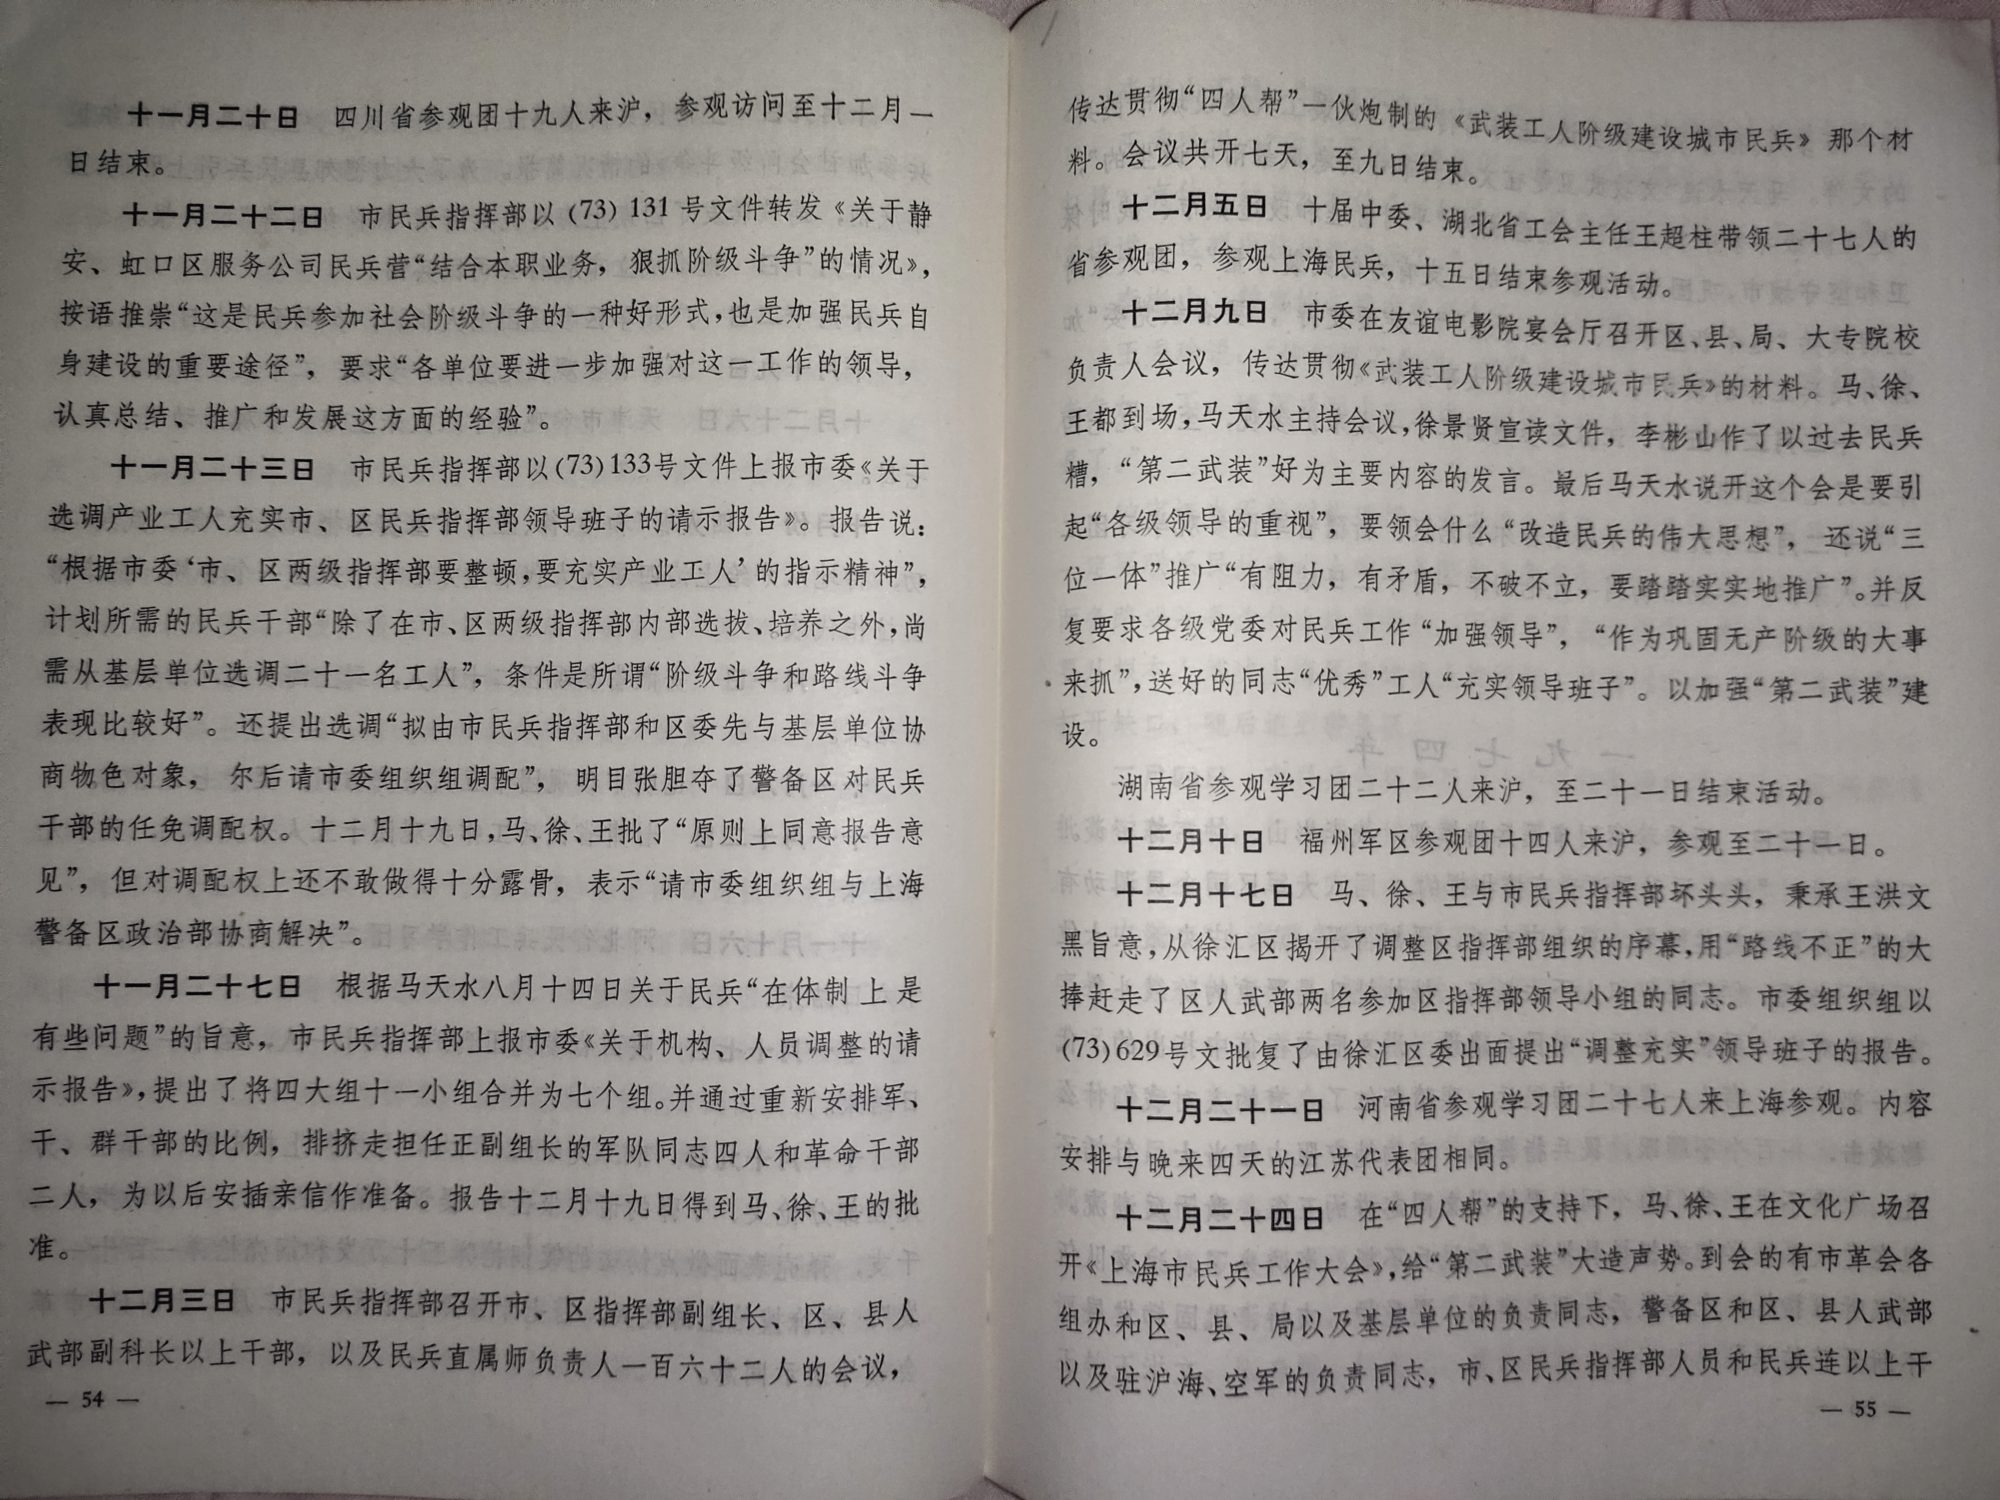 十一月二十日　四川省参观团十九人来沪，参观访问至十二月一
日结束。
十一月二十二日　市民兵指挥部以(73)131号文件转发《关于静
安、虹口区服务公司民兵营“结合本职业务，狠抓阶级斗争”的情况》，
按语推崇“这是民兵参加社会阶级斗争的一种好形式，也是加强民兵自
身建设的重要途径”，要求“各单位要进一步加强对这一工作的领导，
认真总结、推广和发展这方面的经验”。
十一月二十三日　市民兵指挥部以(73)133号文件上报市委《关于
选调产业工人充实市、区民兵指挥部领导班子的请示报告》。报告说：
“根据市委‘市、区两级指挥部要整顿，要充实产业工人’的指示精神”，
计划所需的民兵干部“除了在市、区两级指挥部内部选拔、培养之外，尚
需从基层单位选调二十一名工人”，条件是所谓“阶级斗争和路线斗争
表现比较好”。还提出选调“拟由市民兵指挥部和区委先与基层单位协
商物色对象，尔后请市委组织组调配”，明目张胆夺了警备区对民兵
干部的任免调配权。十二月十九日，马、徐、王批了“原则上同意报告意
见”，但对调配权上还不敢做得十分露骨，表示“请市委组织组与上海
警备区政治部协商解决”。
十一月二十七日　根据马天水八月十四日关于民兵“在体制上是
有些问题”的旨意，市民兵指挥部上报市委《关于机构、人员调整的请
示报告》，提出了将四大组十一小组合并为七个组。并通过重新安排军、
干、群干部的比例，排挤走担任正副组长的军队同志四人和革命干部
二人，为以后安插亲信作准备。报告十二月十九日得到马、徐、王的批
准。
十二月三日　市民兵指挥部召开市、区指挥部副组长、区、县人
武部副科长以上干部，以及民兵直属师负责人一百六十二人的会议，
— 54 —
传达贯彻“四人帮”一伙炮制的《武装工人阶级建设城市民兵》那个材
料。会议共开七天，至九日结束。
十二月五日　十届中委、湖北省工会主任王超柱带领二十七人的
省参观团，参观上海民兵，十五日结束参观活动。
十二月九日　市委在友谊电影院宴会厅召开区、县、局、大专院校
负责人会议，传达贯彻《武装工人阶级建设城市民兵》的材料。马、徐、
王都到场，马天水主持会议，徐景贤宣读文件，李彬山作了以过去民兵
糟，“第二武装”好为主要内容的发言。最后马天水说开这个会是要引
起“各级领导的重视”，要领会什么“改造民兵的伟大思想”，还说“三
位一体”推广“有阻力，有矛盾，不破不立，要踏踏实实地推广”。并反
复要求各级党委对民兵工作“加强领导”，“作为巩固无产阶级的大事
来抓”，送好的同志“优秀”工人“充实领导班子”。以加强“第二武装”建
设。
湖南省参观学习团二十二人来沪，至二十一日结束活动。
十二月十日　福州军区参观团十四人来沪，参观至二十一日。
十二月十七日　马、徐、王与市民兵指挥部坏头头，秉承王洪文
黑旨意，从徐汇区揭开了调整区指挥部组织的序幕，用“路线不正”的大
捧赶走了区人武部两名参加区指挥部领导小组的同志。市委组织组以
(73)629号文批复了由徐汇区委出面提出“调整充实”领导班子的报告。
十二月二十一日　河南省参观学习团二十七人来上海参观。内容
安排与晚来四天的江苏代表团相同。
十二月二十四日　在“四人帮”的支持下，马、徐、王在文化广场召
开《上海市民兵工作大会》，给“第二武装”大造声势。到会的有市革会各
组办和区、县、局以及基层单位的负责同志，警备区和区、县人武部
以及驻沪海、空军的负责同志，市、区民兵指挥部人员和民兵连以上干
— 55 —